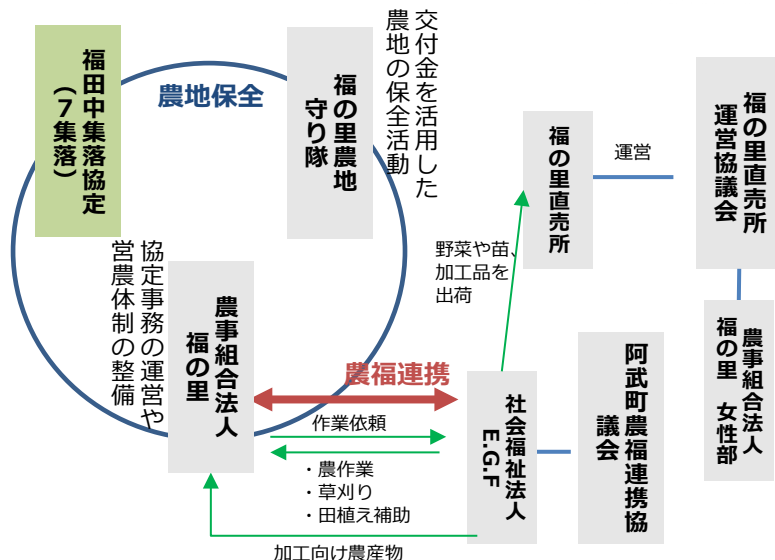 福田中集落協定
（７集落）
農地保全
福の里農地
守り隊
交付金を活用した
農地の保全活動
福の里直売所
運営
福の里直売所
運営協議会
野菜や苗、
加工品を
出荷
協定事務の運営や
営農体制の整備
農事組合法人
福の里
農福連携
作業依頼
・農作業
・草刈り
・田植え補助
加工向け農産物
社会福祉法人
E.G.F
阿武町農福連携協
議会
農事組合法人
福の里　女性部